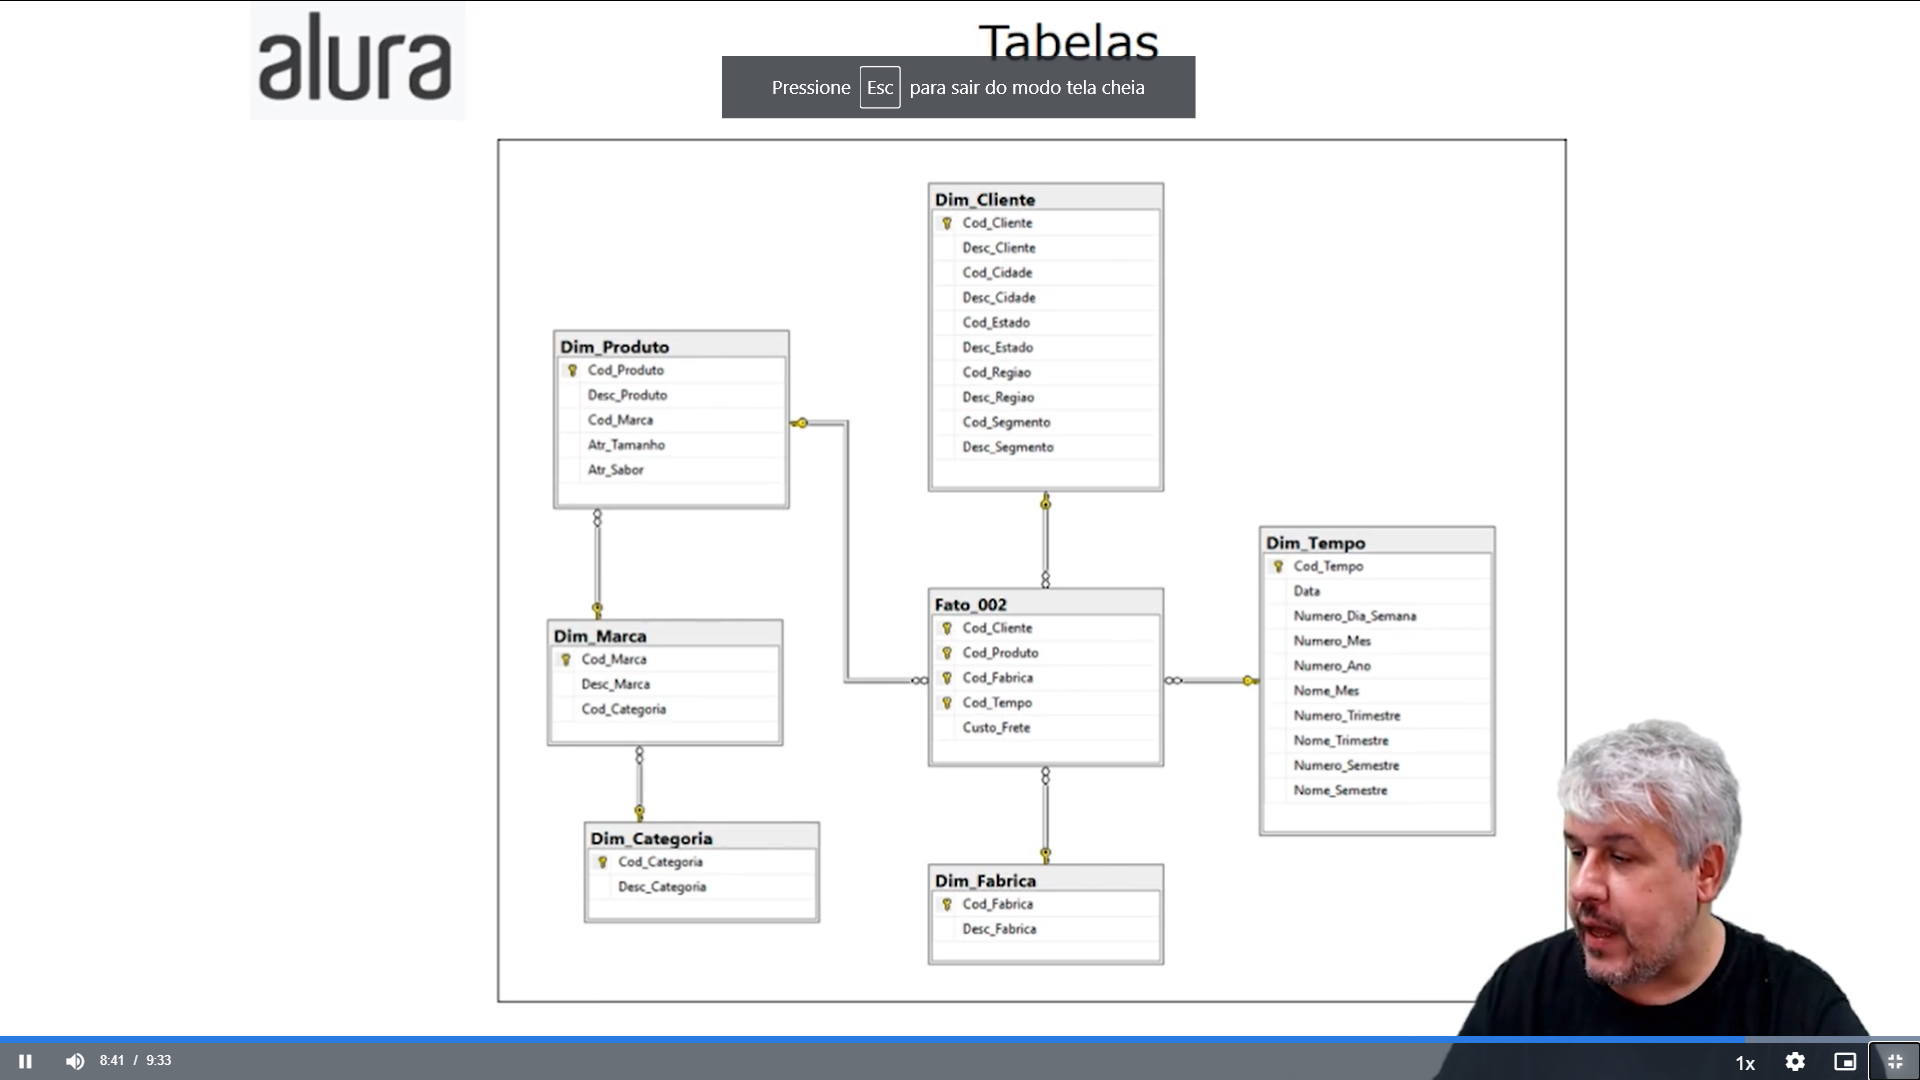 alura
Tabelas
Pressione Esc para sair do modo tela cheia
Dim_Cliente
Cod_Cliente
Desc_Cliente
Cod_Cidade
Desc_Cidade
Cod_Estado
Desc_Estado
Cod_Regiao
Desc_Regiao
Cod_Segmento
Desc_Segmento
Dim_Produto
Cod_Produto
Desc_Produto
Cod_Marca
Atr_Tamanho
Atr_Sabor
Dim_Tempo
Cod_Tempo
Data
Numero_Dia_Semana
Numero_Mes
Numero_Ano
Nome_Mes
Numero_Trimestre
Nome_Trimestre
Numero_Semestre
Nome_Semestre
Fato_002
Cod_Cliente
Cod_Produto
Cod_Fabrica
Cod_Tempo
Custo_Frete
Dim_Marca
Cod_Marca
Desc_Marca
Cod_Categoria
Dim_Categoria
Cod_Categoria
Desc_Categoria
Dim_Fabrica
Cod_Fabrica
Desc_Fabrica
8:41 / 9:33
1x